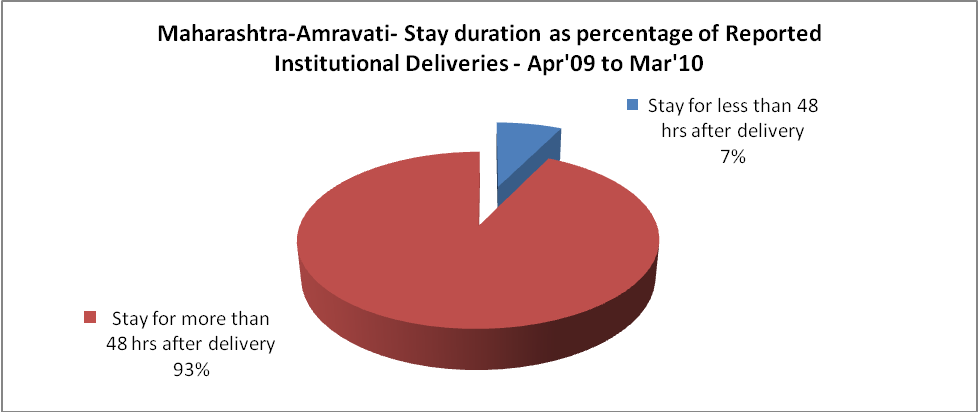 Maharashtra-Amravati- Stay duration as percentage of Reported
Institutional Deliveries - Apr'09 to Mar'10
Stay for less than 48
hrs after delivery
7%
Stay for more than
48 hrs after delivery
93%